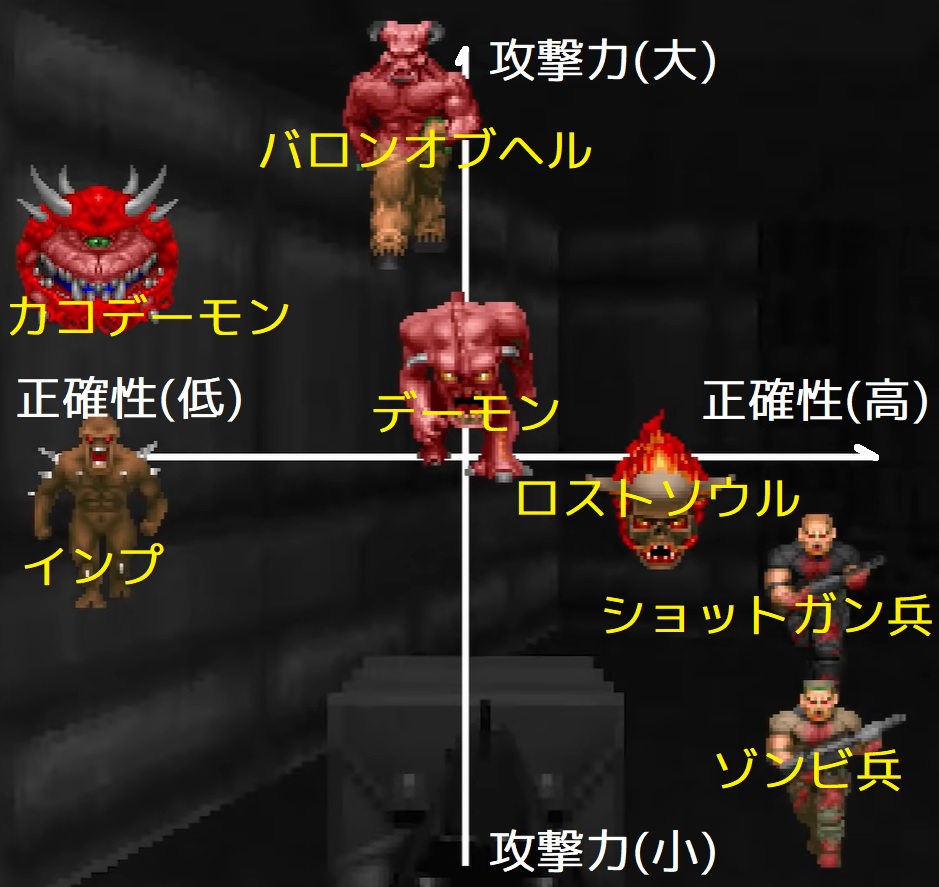 攻撃力(大)
バロンオブヘル
カコデーモン
正確性(低)
正確性(高)
デーモン
ロストソウル
インプ
ショットガン兵
ゾンビ兵
攻撃力(小)